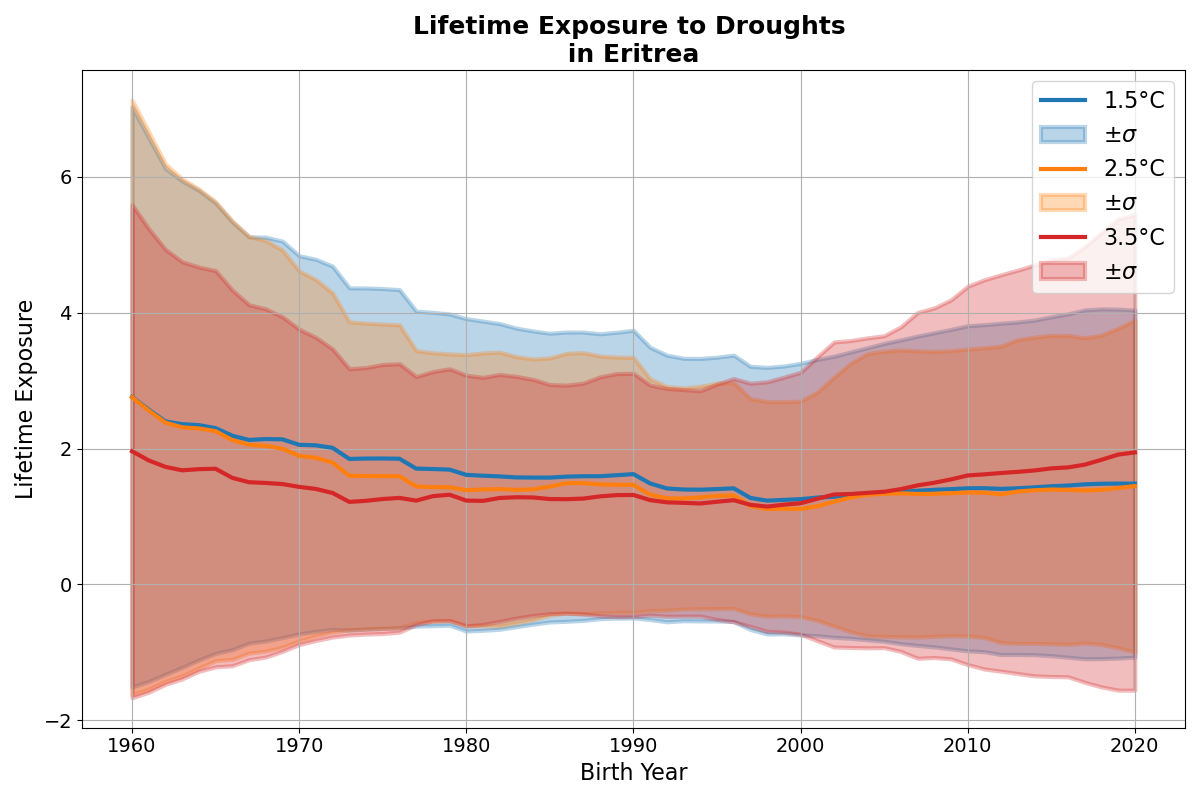 Lifetime Exposure to Droughts
in Eritrea
Lifetime Exposure
6
4
2
0
−2
1960 1970 1980 1990 2000 2010 2020
Birth Year
1.5°C
±σ
2.5°C
±σ
3.5°C
±σ